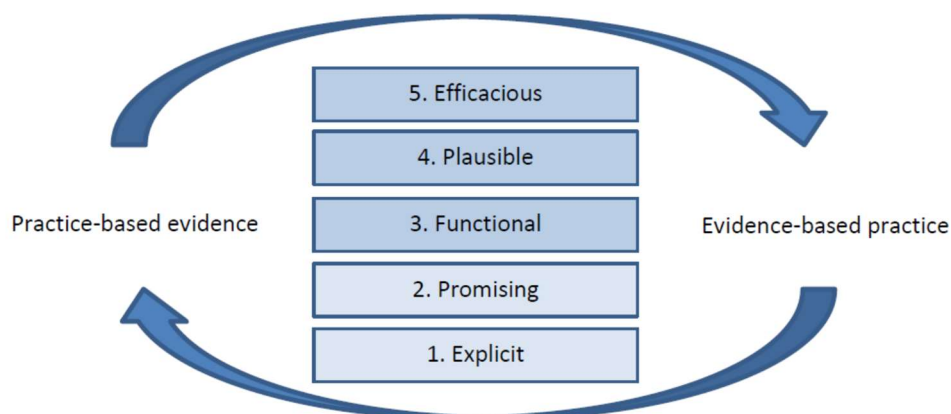 5. Efficacious
4. Plausible
Practice-based evidence
3. Functional
Evidence-based practice
2. Promising
1. Explicit